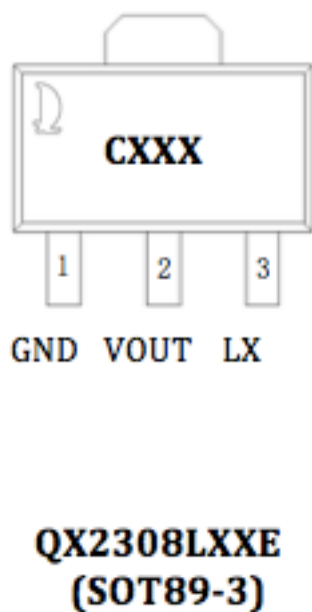 CXXX
1 2 3
GND VOUT LX
QX2308LXXE
(SOT89-3)